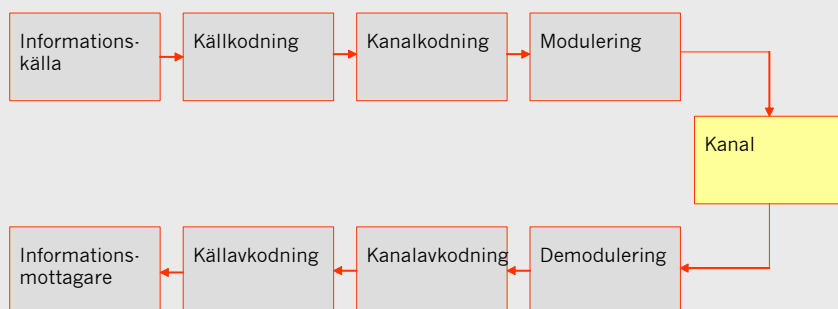 Informations-
källa
Källkodning
Kanalkodning
Modulering
Kanal
Informations-
mottagare
Källavkodning
Kanalavkodning
Demodulering